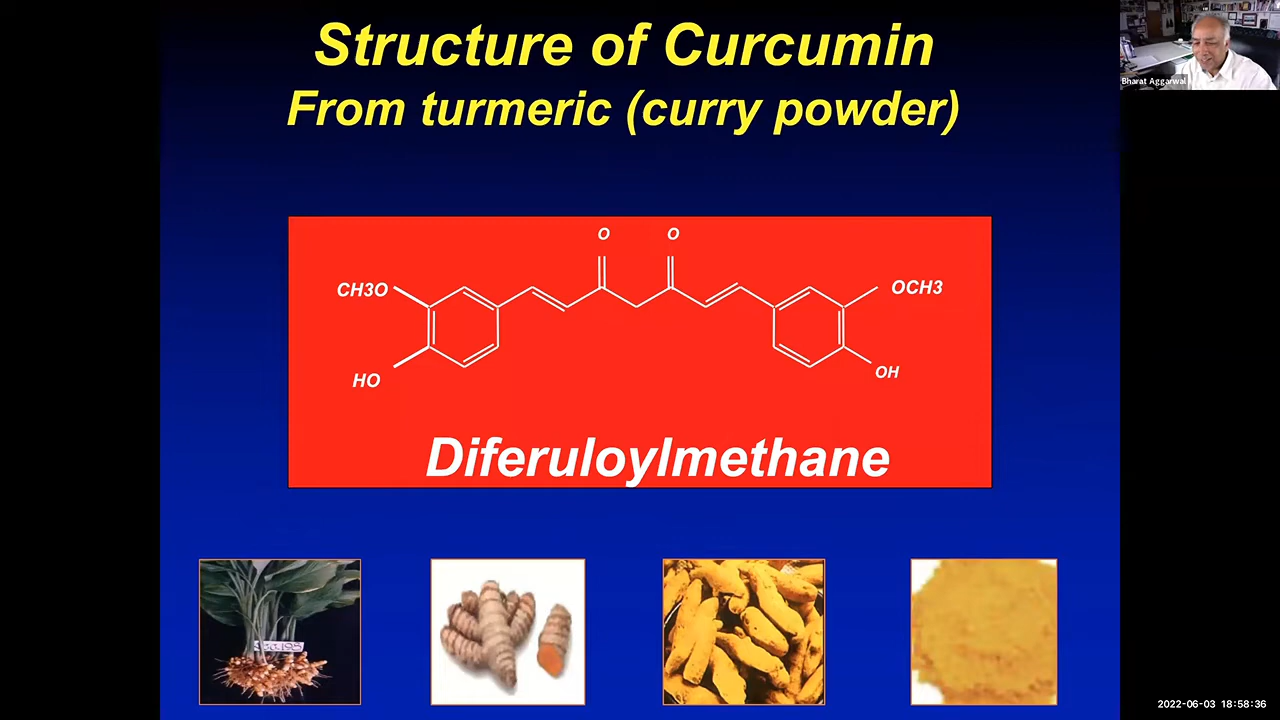 Structure of Curcumin
From turmeric (curry powder)
Bharat Aggarwal
O
O
CH3O
OCH3
HO
OH
Diferuloylmethane
2022-06-03 18:58:36